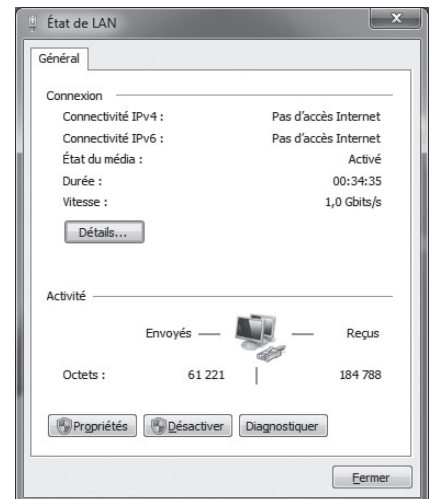 État de LAN
Général
Connexion
Connectivité IPv4 : Pas d'accès Internet
Connectivité IPv6 : Pas d'accès Internet
État du média : Activé
Durée : 00:34:35
Vitesse : 1,0 Gbits/s
Détails...
Activité
Envoyés — — Reçus
Octets : 61 221 184 788
Propriétés Désactiver Diagnostiquer
Fermer